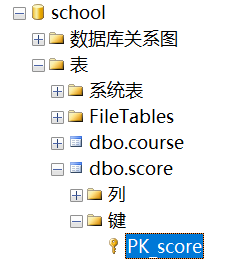 school
数据库关系图
表
系统表
FileTables
dbo.course
dbo.score
列
键
PK_score